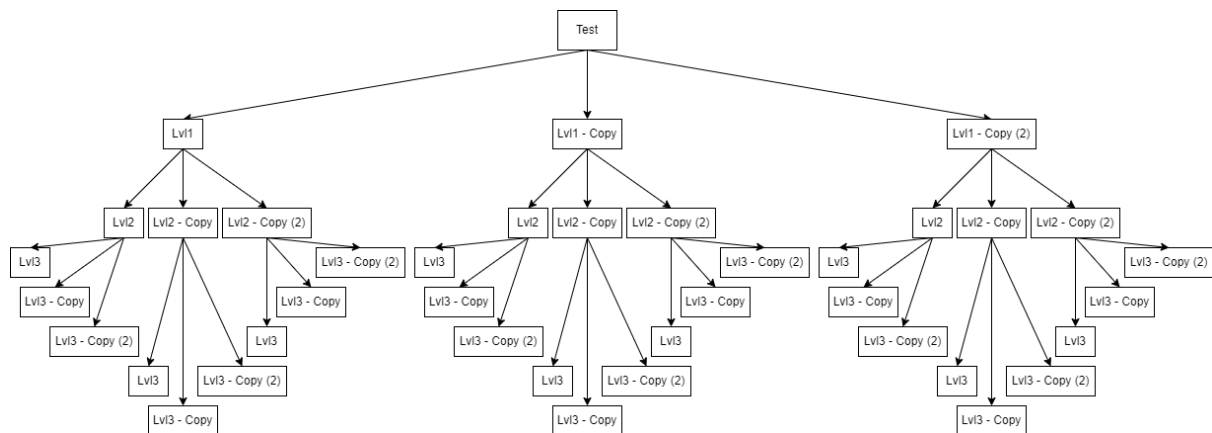 Test
Lvl1
Lvl1 - Copy
Lvl1 - Copy (2)
Lvl2
Lvl2 - Copy
Lvl2 - Copy (2)
Lvl2
Lvl2 - Copy
Lvl2 - Copy (2)
Lvl2
Lvl2 - Copy
Lvl2 - Copy (2)
Lvl3
Lvl3 - Copy (2)
Lvl3
Lvl3 - Copy (2)
Lvl3
Lvl3 - Copy (2)
Lvl3 - Copy
Lvl3 - Copy
Lvl3 - Copy
Lvl3 - Copy
Lvl3 - Copy
Lvl3 - Copy
Lvl3 - Copy (2)
Lvl3
Lvl3 - Copy (2)
Lvl3
Lvl3 - Copy (2)
Lvl3
Lvl3
Lvl3 - Copy (2)
Lvl3
Lvl3 - Copy (2)
Lvl3
Lvl3 - Copy (2)
Lvl3 - Copy
Lvl3 - Copy
Lvl3 - Copy